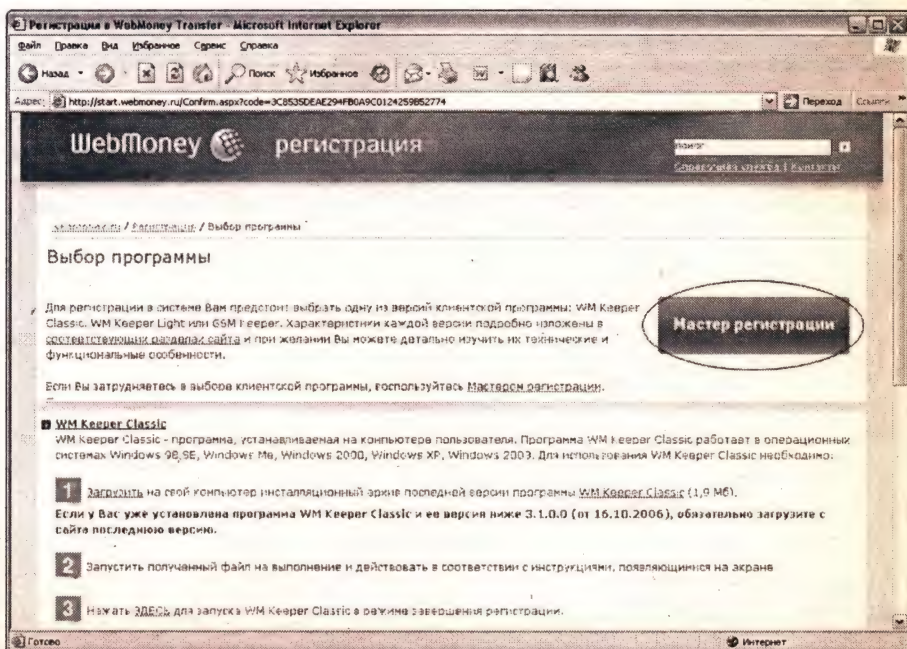 Регистрация в WebMoney Transfer - Microsoft Internet Explorer
Файл Правка Вид Избранное Сервис Справка
Назад Поиск Избранное
Адрес: http://start.webmoney.ru/Confirm.aspx?code= Переход Ссылки
WebMoney регистрация
поиск
Справочная служба | Контакты
webmoney.ru / Регистрация / Выбор программы
Выбор программы
Для регистрации в системе Вам предстоит выбрать одну из версий клиентской программы: WM Keeper
Classic, WM Keeper Light или GSM Keeper. Характеристики каждой версии подробно изложены в
соответствующих разделах сайта и при желании Вы можете детально изучить их технические и
функциональные особенности.
Мастер регистрации
Если Вы затрудняетесь в выборе клиентской программы, воспользуйтесь Мастером регистрации.
WM Keeper Classic
WM Keeper Classic - программа, устанавливаемая на компьютере пользователя. Программа WM Keeper Classic работает в операционных
системах Windows 98 SE, Windows Me, Windows 2000, Windows XP, Windows 2003. Для использования WM Keeper Classic необходимо:
1 Загрузить на свой компьютер инсталляционный архив последней версии программы WM Keeper Classic (1,9 Мб).
Если у Вас уже установлена программа WM Keeper Classic и ее версия ниже 3.1.0.0 (от 16.10.2006), обязательно загрузите с
сайта последнюю версию.
2 Запустить полученный файл на выполнение и действовать в соответствии с инструкциями, появляющимися на экране
3 Нажать ЗДЕСЬ для запуска WM Keeper Classic в режиме завершения регистрации.
Готово Интернет